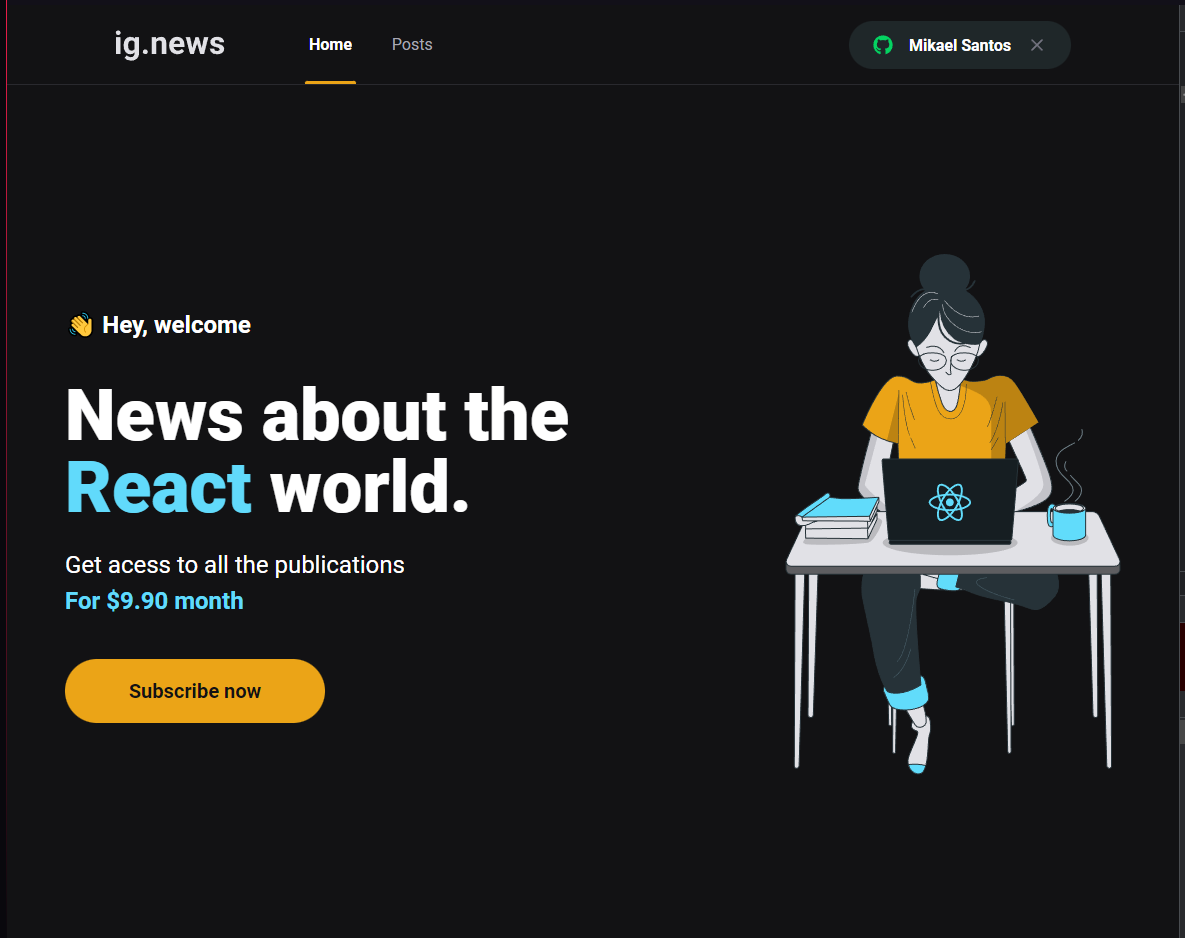 ig.news
Home
Posts
Mikael Santos
👋 Hey, welcome
News about the
React world.
Get acess to all the publications
For $9.90 month
Subscribe now